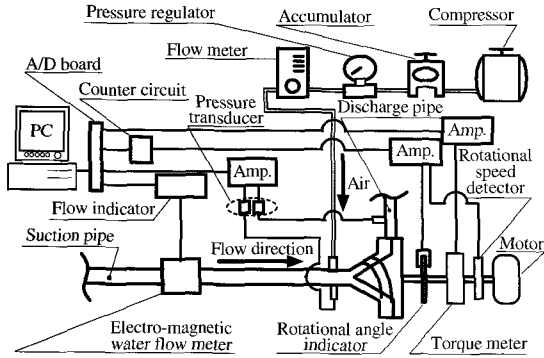 Pressure regulator
Accumulator
Compressor
Flow meter
A/D board
Counter circuit
Pressure
transducer
Discharge pipe
PC
Amp.
Amp.
Amp.
Rotational
speed
detector
Air
Flow indicator
Suction pipe
Flow direction
Motor
Electro-magnetic
water flow meter
Rotational angle
indicator
Torque meter